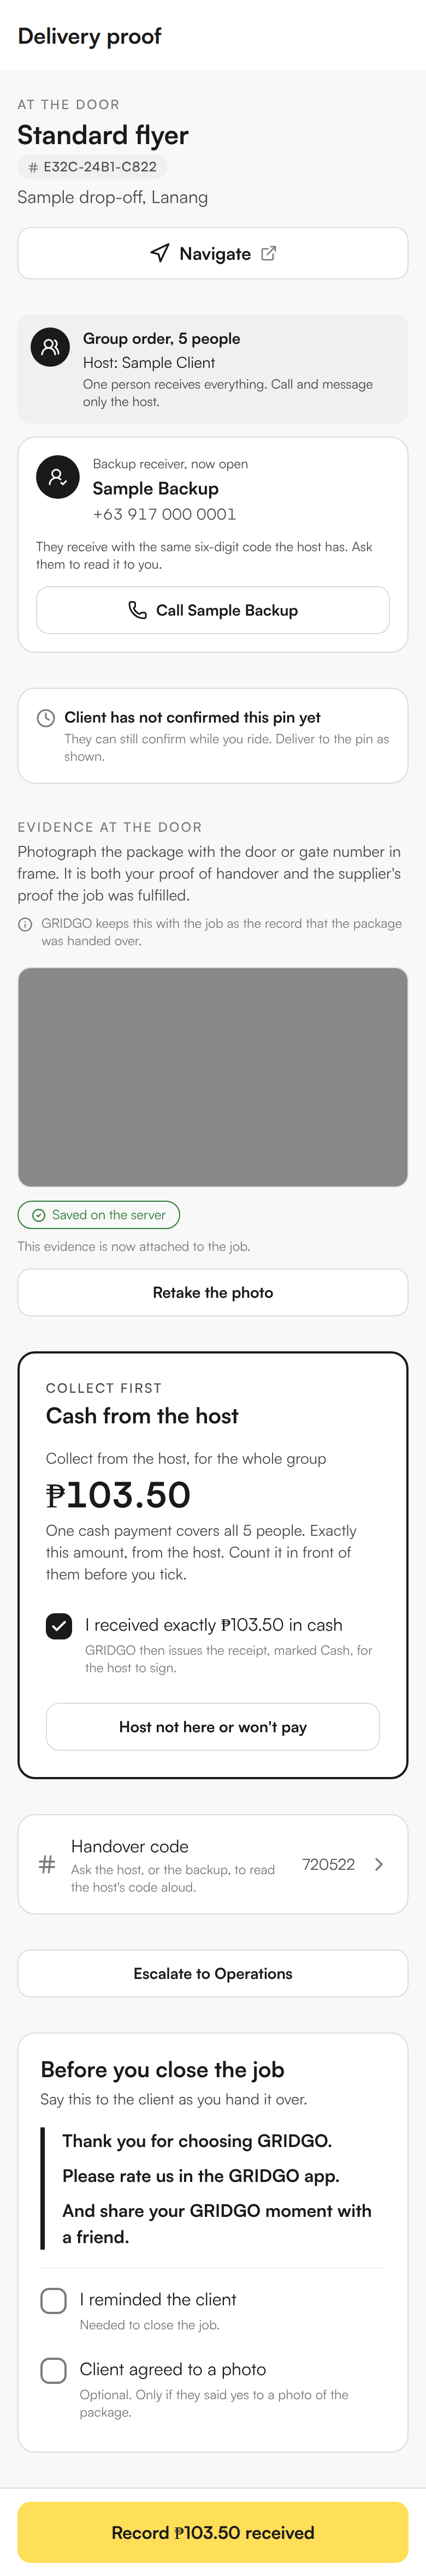 Delivery proof
AT THE DOOR
Standard flyer
# E32C-24B1-C822
Sample drop-off, Lanang
Navigate
Group order, 5 people
Host: Sample Client
One person receives everything. Call and message
only the host.
Backup receiver, now open
Sample Backup
+63 917 000 0001
They receive with the same six-digit code the host has. Ask
them to read it to you.
Call Sample Backup
Client has not confirmed this pin yet
They can still confirm while you ride. Deliver to the pin as
shown.
EVIDENCE AT THE DOOR
Photograph the package with the door or gate number in
frame. It is both your proof of handover and the supplier's
proof the job was fulfilled.
GRIDGO keeps this with the job as the record that the package
was handed over.
Saved on the server
This evidence is now attached to the job.
Retake the photo
COLLECT FIRST
Cash from the host
Collect from the host, for the whole group
₱103.50
One cash payment covers all 5 people. Exactly
this amount, from the host. Count it in front of
them before you tick.
I received exactly ₱103.50 in cash
GRIDGO then issues the receipt, marked Cash, for
the host to sign.
Host not here or won't pay
Handover code
Ask the host, or the backup, to read
the host's code aloud.
720522
Escalate to Operations
Before you close the job
Say this to the client as you hand it over.
Thank you for choosing GRIDGO.
Please rate us in the GRIDGO app.
And share your GRIDGO moment with
a friend.
I reminded the client
Needed to close the job.
Client agreed to a photo
Optional. Only if they said yes to a photo of the
package.
Record ₱103.50 received